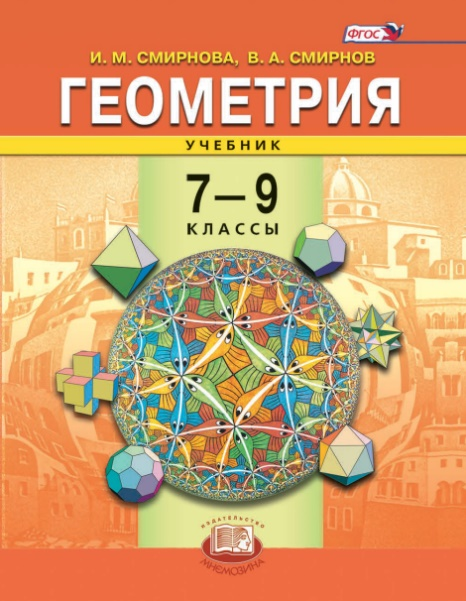 ФГОС
И. М. СМИРНОВА, В. А. СМИРНОВ
ГЕОМЕТРИЯ
УЧЕБНИК
7—9
КЛАССЫ
ИЗДАТЕЛЬСТВО
МНЕМОЗИНА